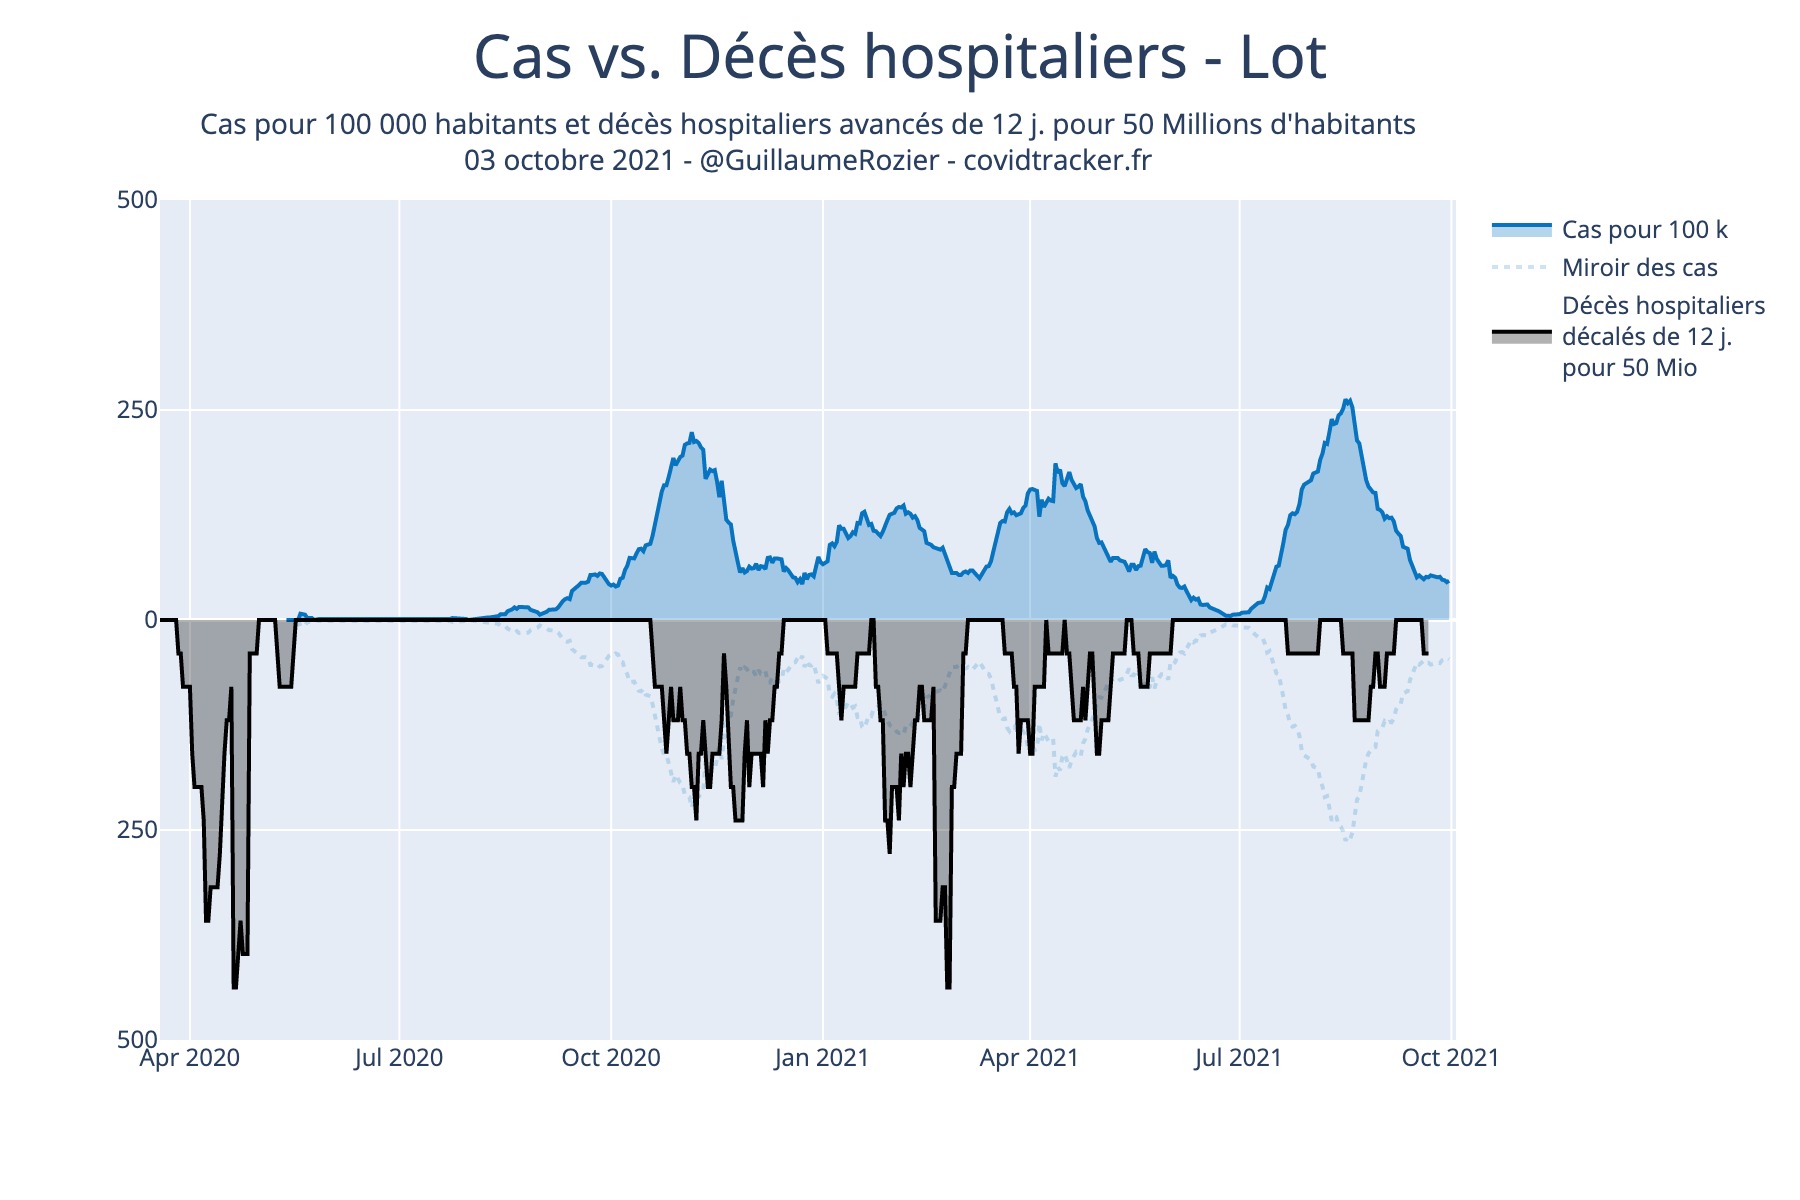 Cas vs. Décès hospitaliers - Lot
Cas pour 100 000 habitants et décès hospitaliers avancés de 12 j. pour 50 Millions d'habitants
03 octobre 2021 - @GuillaumeRozier - covidtracker.fr
500
250
0
250
500
Apr 2020
Jul 2020
Oct 2020
Jan 2021
Apr 2021
Jul 2021
Oct 2021
Cas pour 100 k
Miroir des cas
Décès hospitaliers
décalés de 12 j.
pour 50 Mio